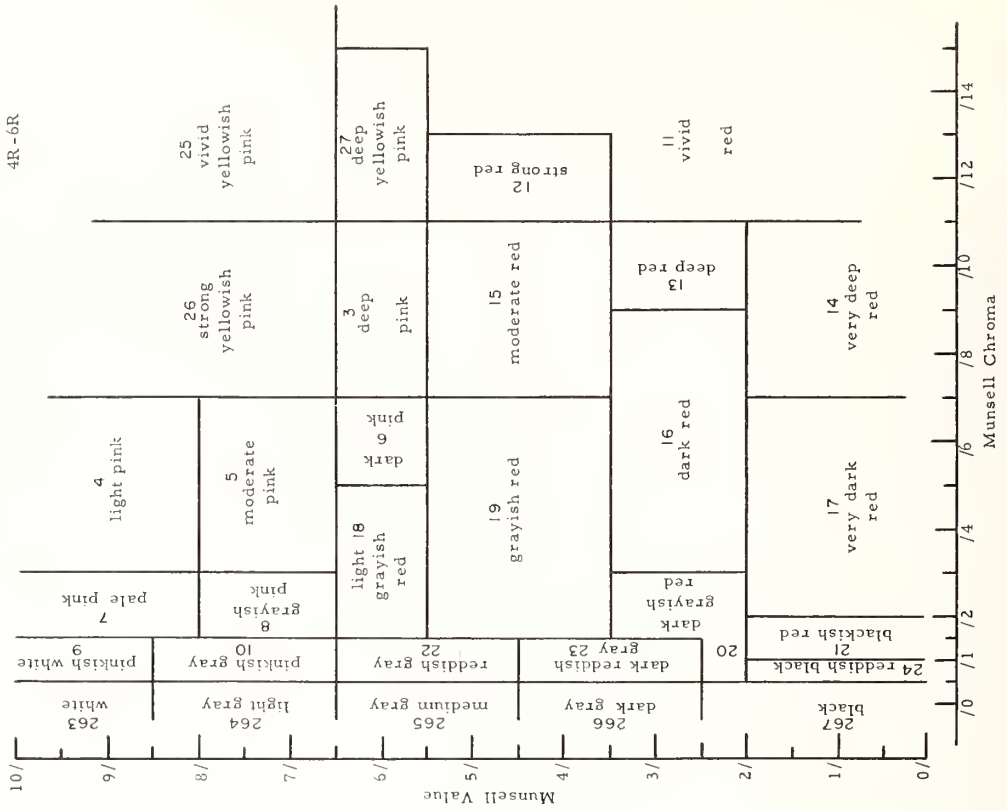 4R-6R
25
vivid
yellowish
pink
26
strong
yellowish
pink
4
light pink
5
moderate
pink
7
pale pink
8
grayish
pink
9
pinkish white
10
pinkish gray
263
white
264
light gray
27
deep
yellowish
pink
3
deep
pink
dark
6
pink
light 18
grayish
red
22
reddish gray
265
medium gray
12
strong red
15
moderate red
19
grayish red
dark reddish
gray 23
266
dark gray
11
vivid
red
13
deep red
16
dark red
dark
grayish
red
20
14
very deep
red
17
very dark
red
21
blackish red
24 reddish black
267
black
10/
9/
8/
7/
6/
5/
4/
3/
2/
1/
0/
Munsell Value
/0
/1
/2
/4
/6
/8
/10
/12
/14
Munsell Chroma